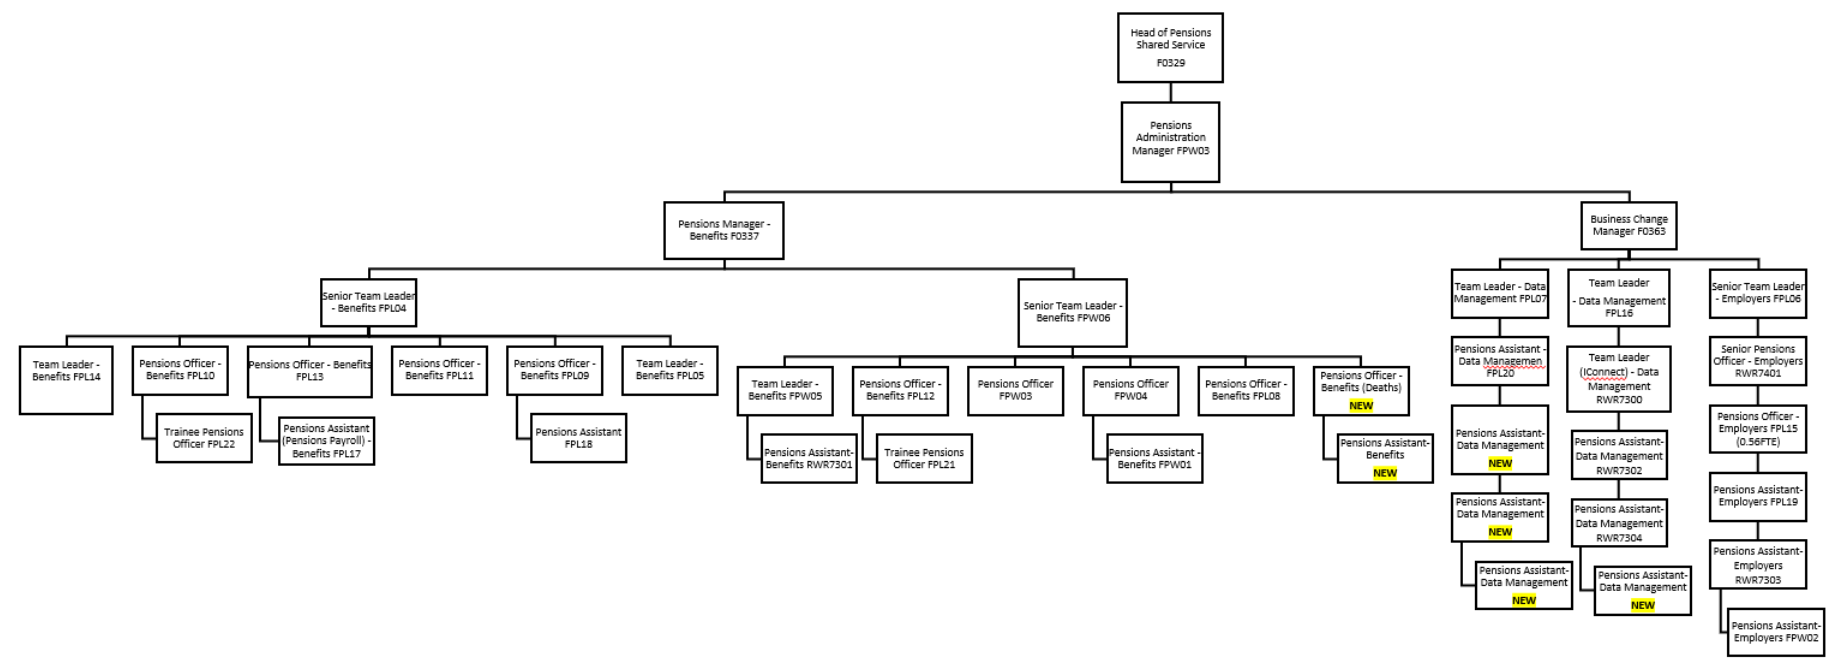 Head of Pensions
Shared Service
F0329
Pensions
Administration
Manager FPW03
Pensions Manager -
Benefits F0337
Business Change
Manager F0363
Senior Team Leader
- Benefits FPL04
Senior Team Leader -
Benefits FPW06
Team Leader - Data
Management FPL07
Team Leader
- Data Management
FPL16
Senior Team Leader
- Employers FPL06
Team Leader -
Benefits FPL14
Pensions Officer -
Benefits FPL10
Pensions Officer - Benefits
FPL13
Pensions Officer -
Benefits FPL11
Pensions Officer -
Benefits FPL09
Team Leader -
Benefits FPL05
Trainee Pensions
Officer FPL22
Pensions Assistant
(Pensions Payroll) -
Benefits FPL17
Pensions Assistant
FPL18
Team Leader -
Benefits FPW05
Pensions Officer -
Benefits FPL12
Pensions Officer
FPW03
Pensions Officer
FPW04
Pensions Officer -
Benefits FPL08
Pensions Officer -
Benefits (Deaths)
NEW
Pensions Assistant-
Benefits RWR7301
Trainee Pensions
Officer FPL21
Pensions Assistant -
Benefits FPW01
Pensions Assistant-
Benefits
NEW
Pensions Assistant -
Data Managemen
FPL20
Pensions Assistant-
Data Management
NEW
Pensions Assistant-
Data Management
NEW
Pensions Assistant-
Data Management
NEW
Team Leader
(IConnect) - Data
Management
RWR7300
Pensions Assistant-
Data Management
RWR7302
Pensions Assistant-
Data Management
RWR7304
Pensions Assistant-
Data Management
NEW
Senior Pensions
Officer - Employers
RWR7401
Pensions Officer -
Employers FPL15
(0.56FTE)
Pensions Assistant-
Employers FPL19
Pensions Assistant-
Employers
RWR7303
Pensions Assistant-
Employers FPW02